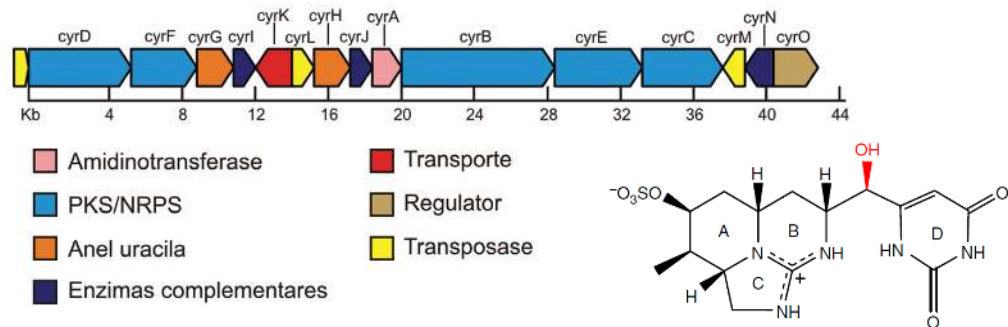 cyrK cyrH cyrA cyrN
cyrD cyrF cyrG cyrI cyrL cyrJ cyrB cyrE cyrC cyrM cyrO
Kb 4 8 12 16 20 24 28 32 36 40 44
Amidinotransferase
PKS/NRPS
Anel uracila
Enzimas complementares
Transporte
Regulator
Transposase
OH
⁻O₃SO H H
A B D O
N NH HN NH
C +
H NH O